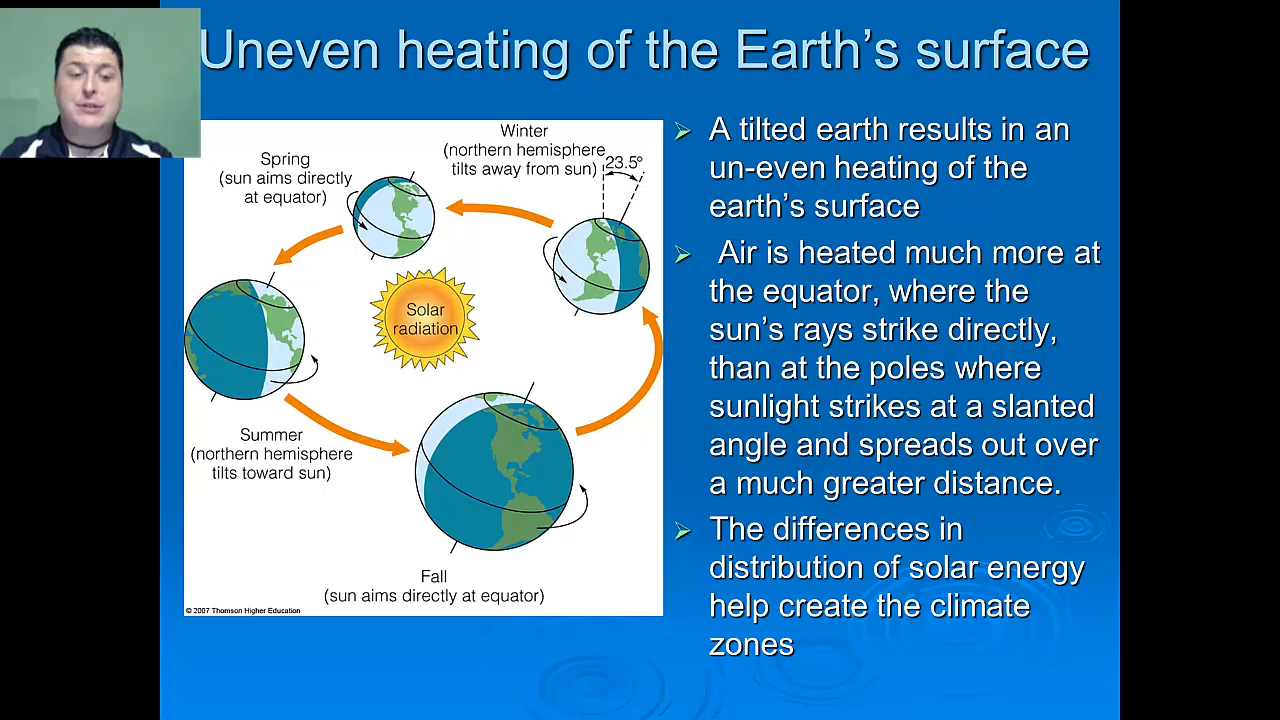 Uneven heating of the Earth's surface
Winter
(northern hemisphere
tilts away from sun)
23.5°
Spring
(sun aims directly
at equator)
Solar
radiation
Summer
(northern hemisphere
tilts toward sun)
Fall
(sun aims directly at equator)
© 2007 Thomson Higher Education
A tilted earth results in an
un-even heating of the
earth's surface
Air is heated much more at
the equator, where the
sun's rays strike directly,
than at the poles where
sunlight strikes at a slanted
angle and spreads out over
a much greater distance.
The differences in
distribution of solar energy
help create the climate
zones